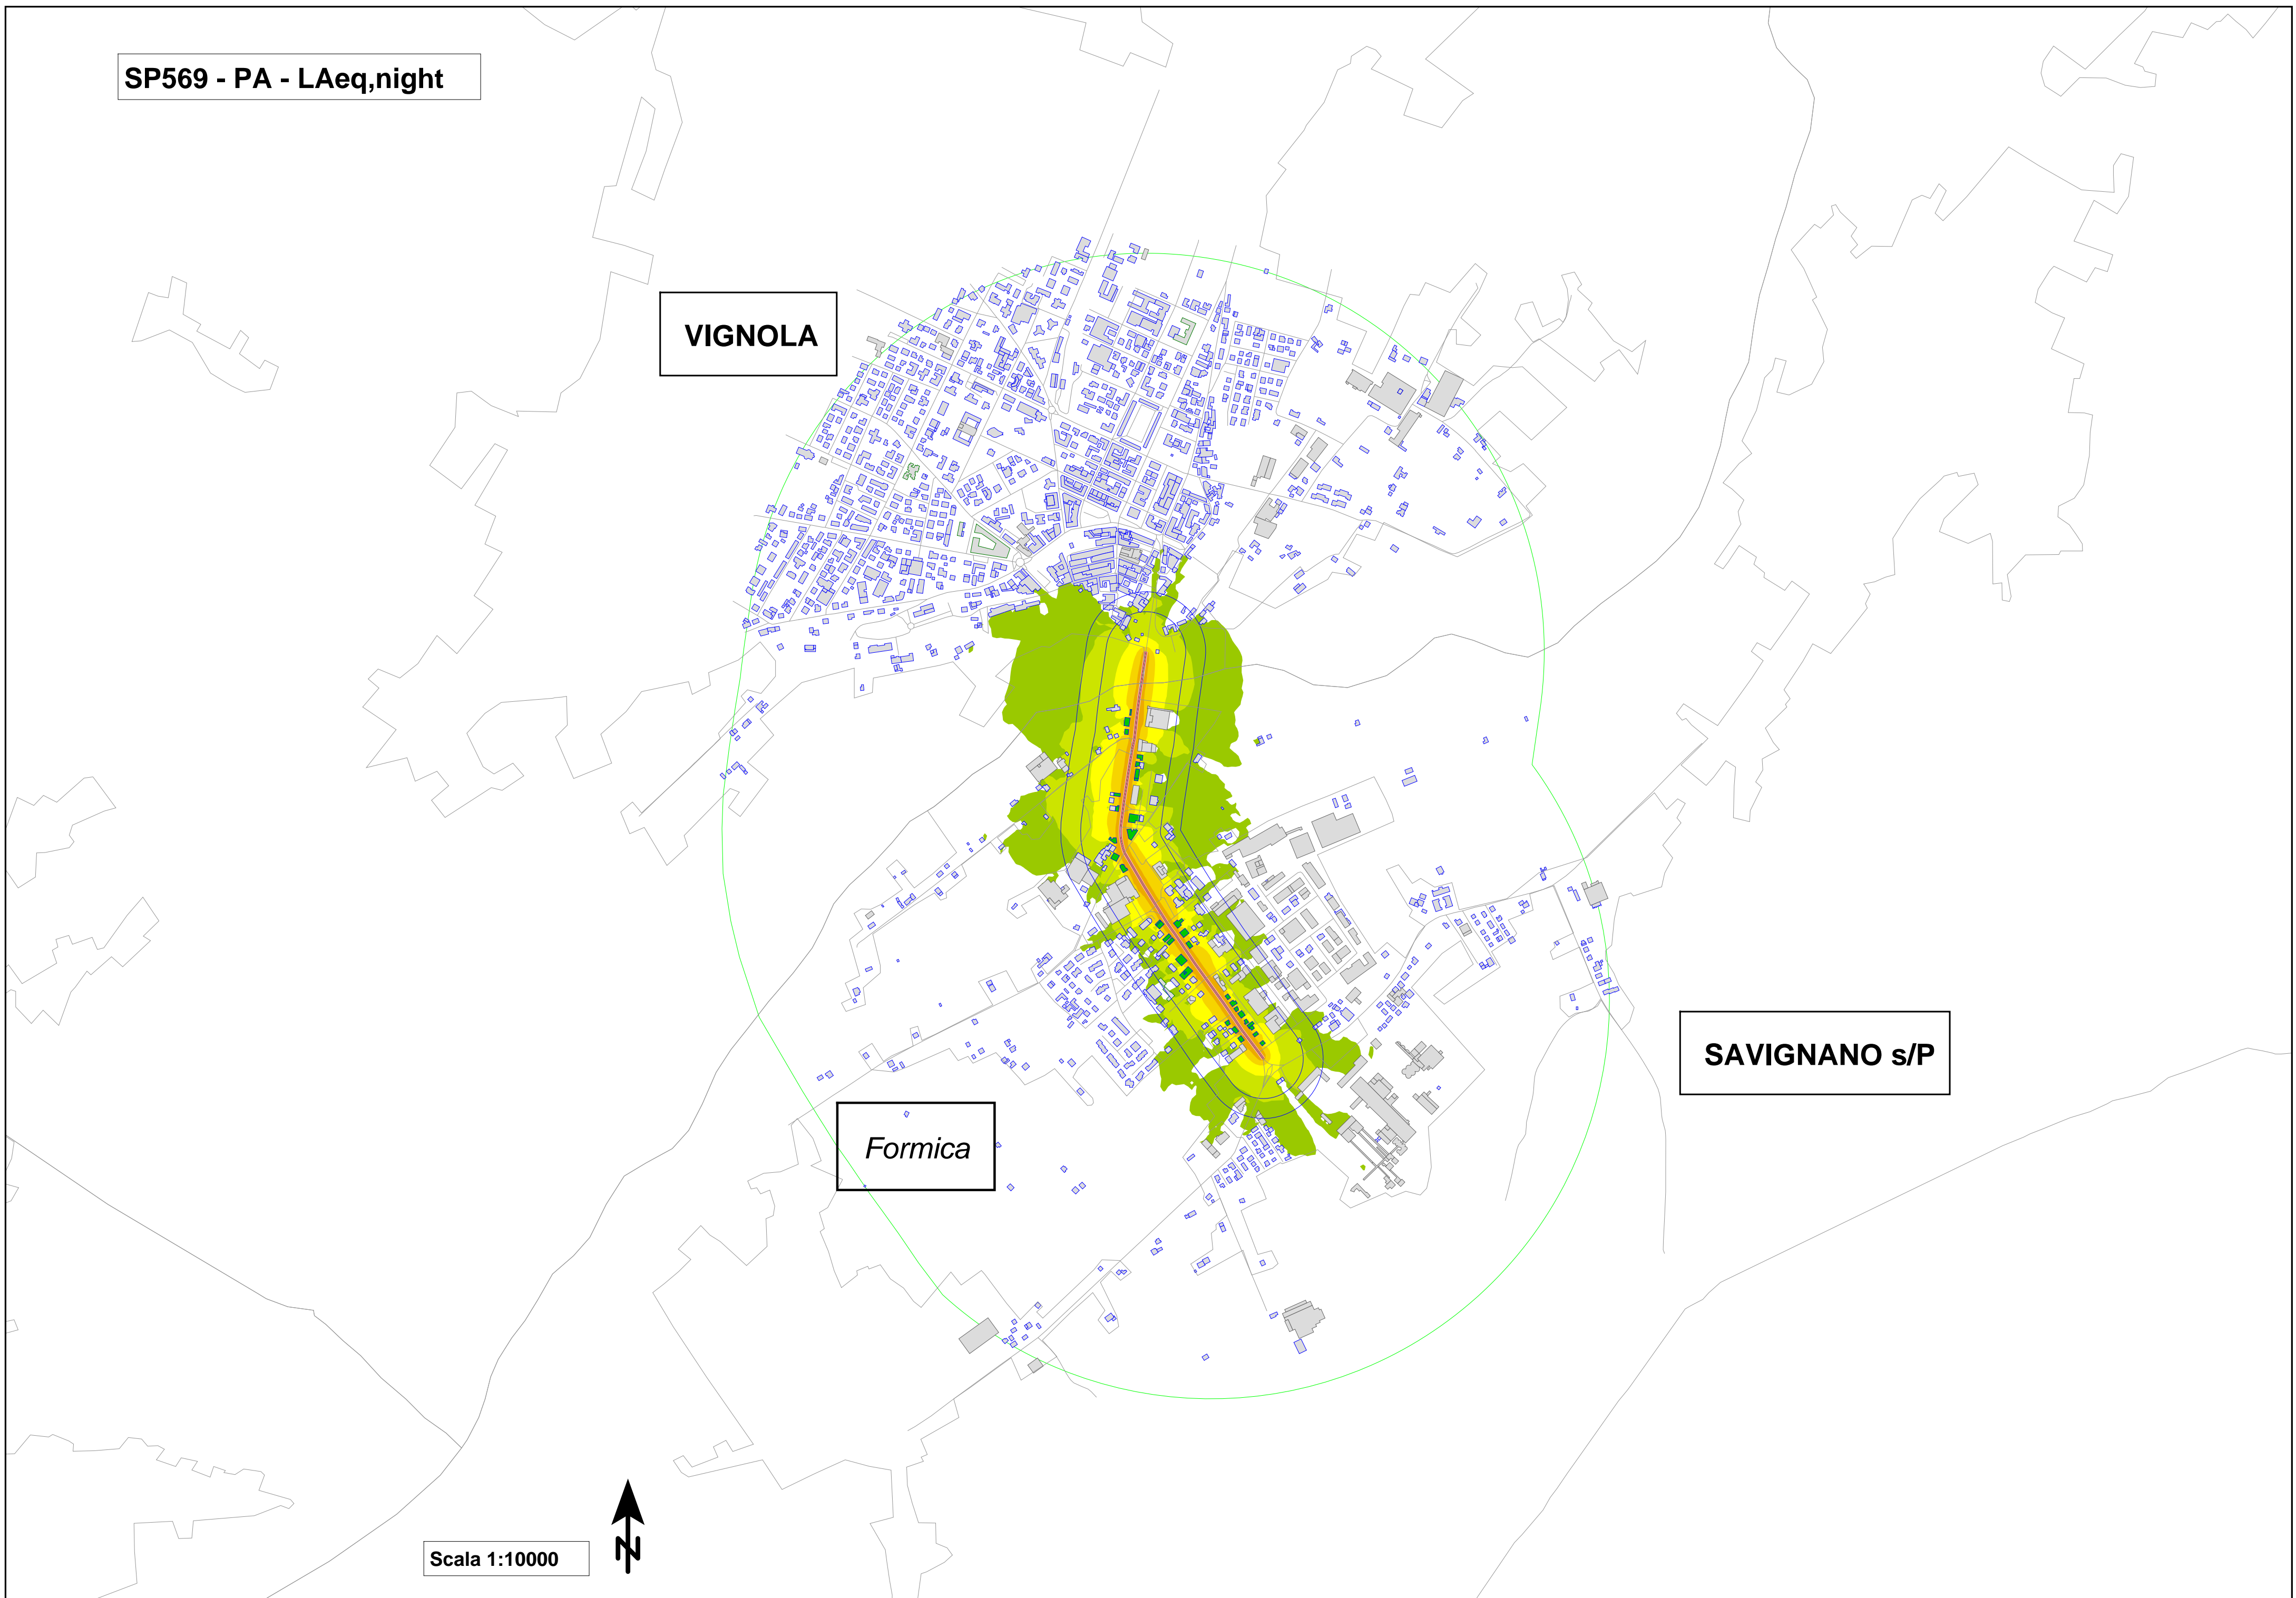 SP569 - PA - LAeq,night
VIGNOLA
SAVIGNANO s/P
Formica
Scala 1:10000
N